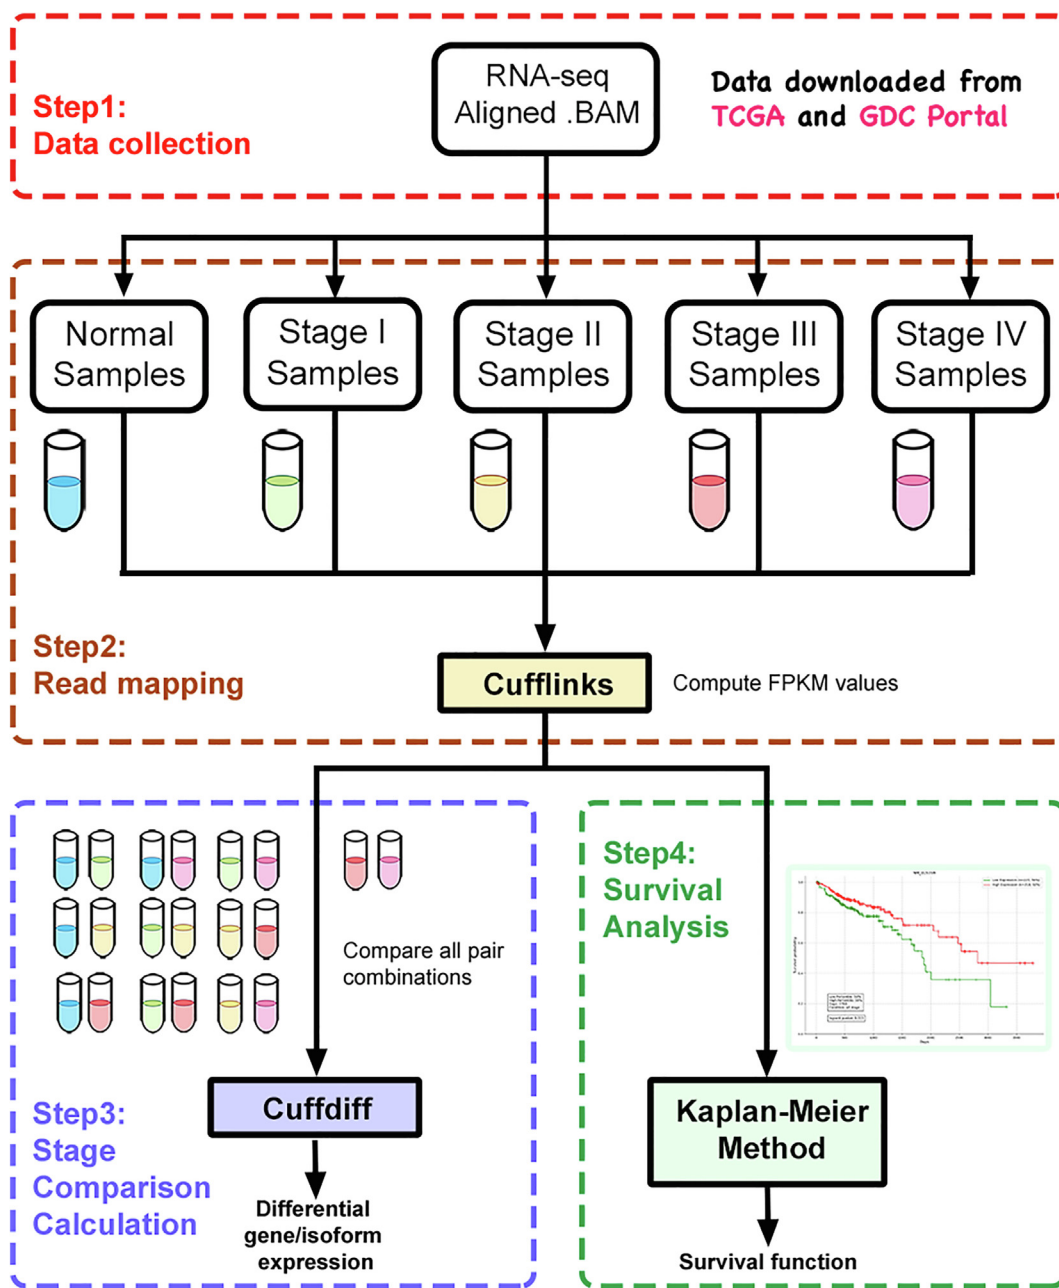 RNA-seq
Aligned .BAM
Data downloaded from
TCGA and GDC Portal
Step1:
Data collection
Normal
Samples
Stage I
Samples
Stage II
Samples
Stage III
Samples
Stage IV
Samples
Step2:
Read mapping
Cufflinks
Compute FPKM values
Compare all pair
combinations
Step3:
Stage
Comparison
Calculation
Cuffdiff
Differential
gene/isoform
expression
Step4:
Survival
Analysis
Days
Kaplan-Meier
Method
Survival function